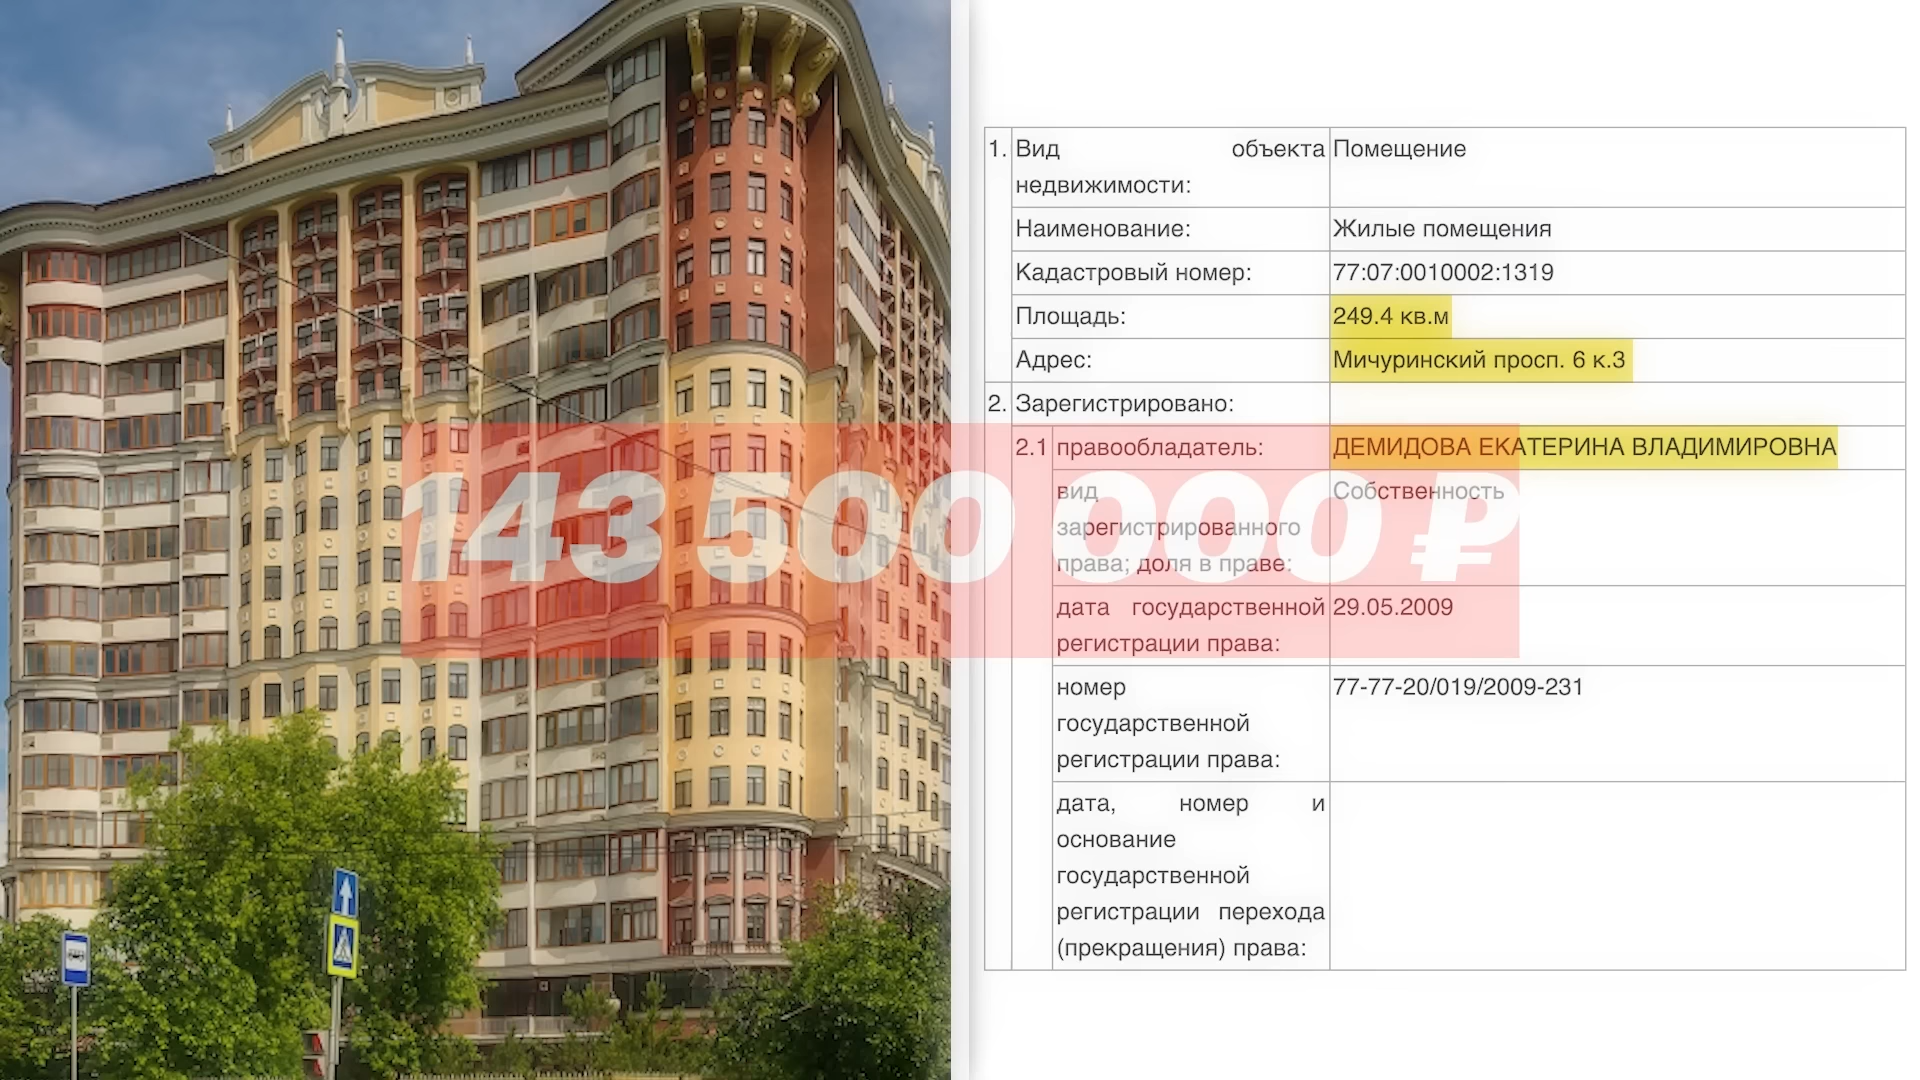 1. Вид объекта недвижимости: Помещение
Наименование: Жилые помещения
Кадастровый номер: 77:07:0010002:1319
Площадь: 249.4 кв.м
Адрес: Мичуринский просп. 6 к.3
2. Зарегистрировано:
2.1 правообладатель: ДЕМИДОВА ЕКАТЕРИНА ВЛАДИМИРОВНА
вид зарегистрированного права; доля в праве: Собственность
дата государственной регистрации права: 29.05.2009
номер государственной регистрации права: 77-77-20/019/2009-231
дата, номер и основание государственной регистрации перехода (прекращения) права:
143 500 000 ₽